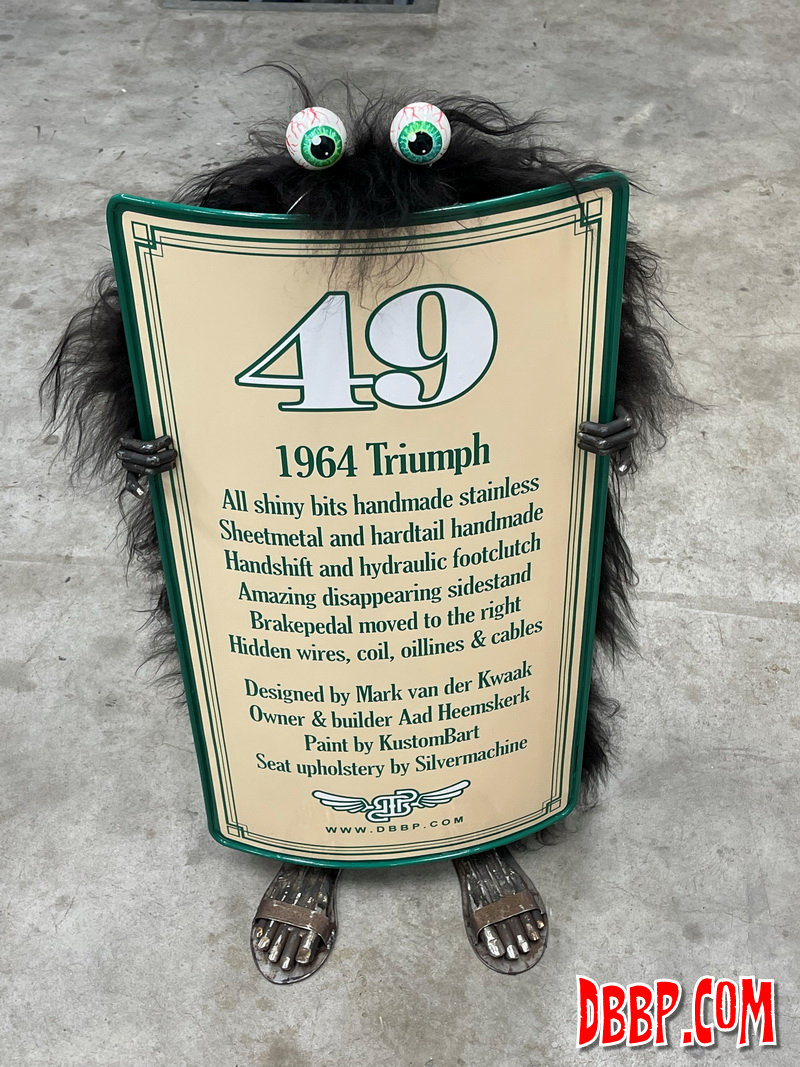 49
1964 Triumph
All shiny bits handmade stainless
Sheetmetal and hardtail handmade
Handshift and hydraulic footclutch
Amazing disappearing sidestand
Brakepedal moved to the right
Hidden wires, coil, oillines & cables
Designed by Mark van der Kwaak
Owner & builder Aad Heemskerk
Paint by KustomBart
Seat upholstery by Silvermachine
WWW.DBBP.COM
DBBP.COM